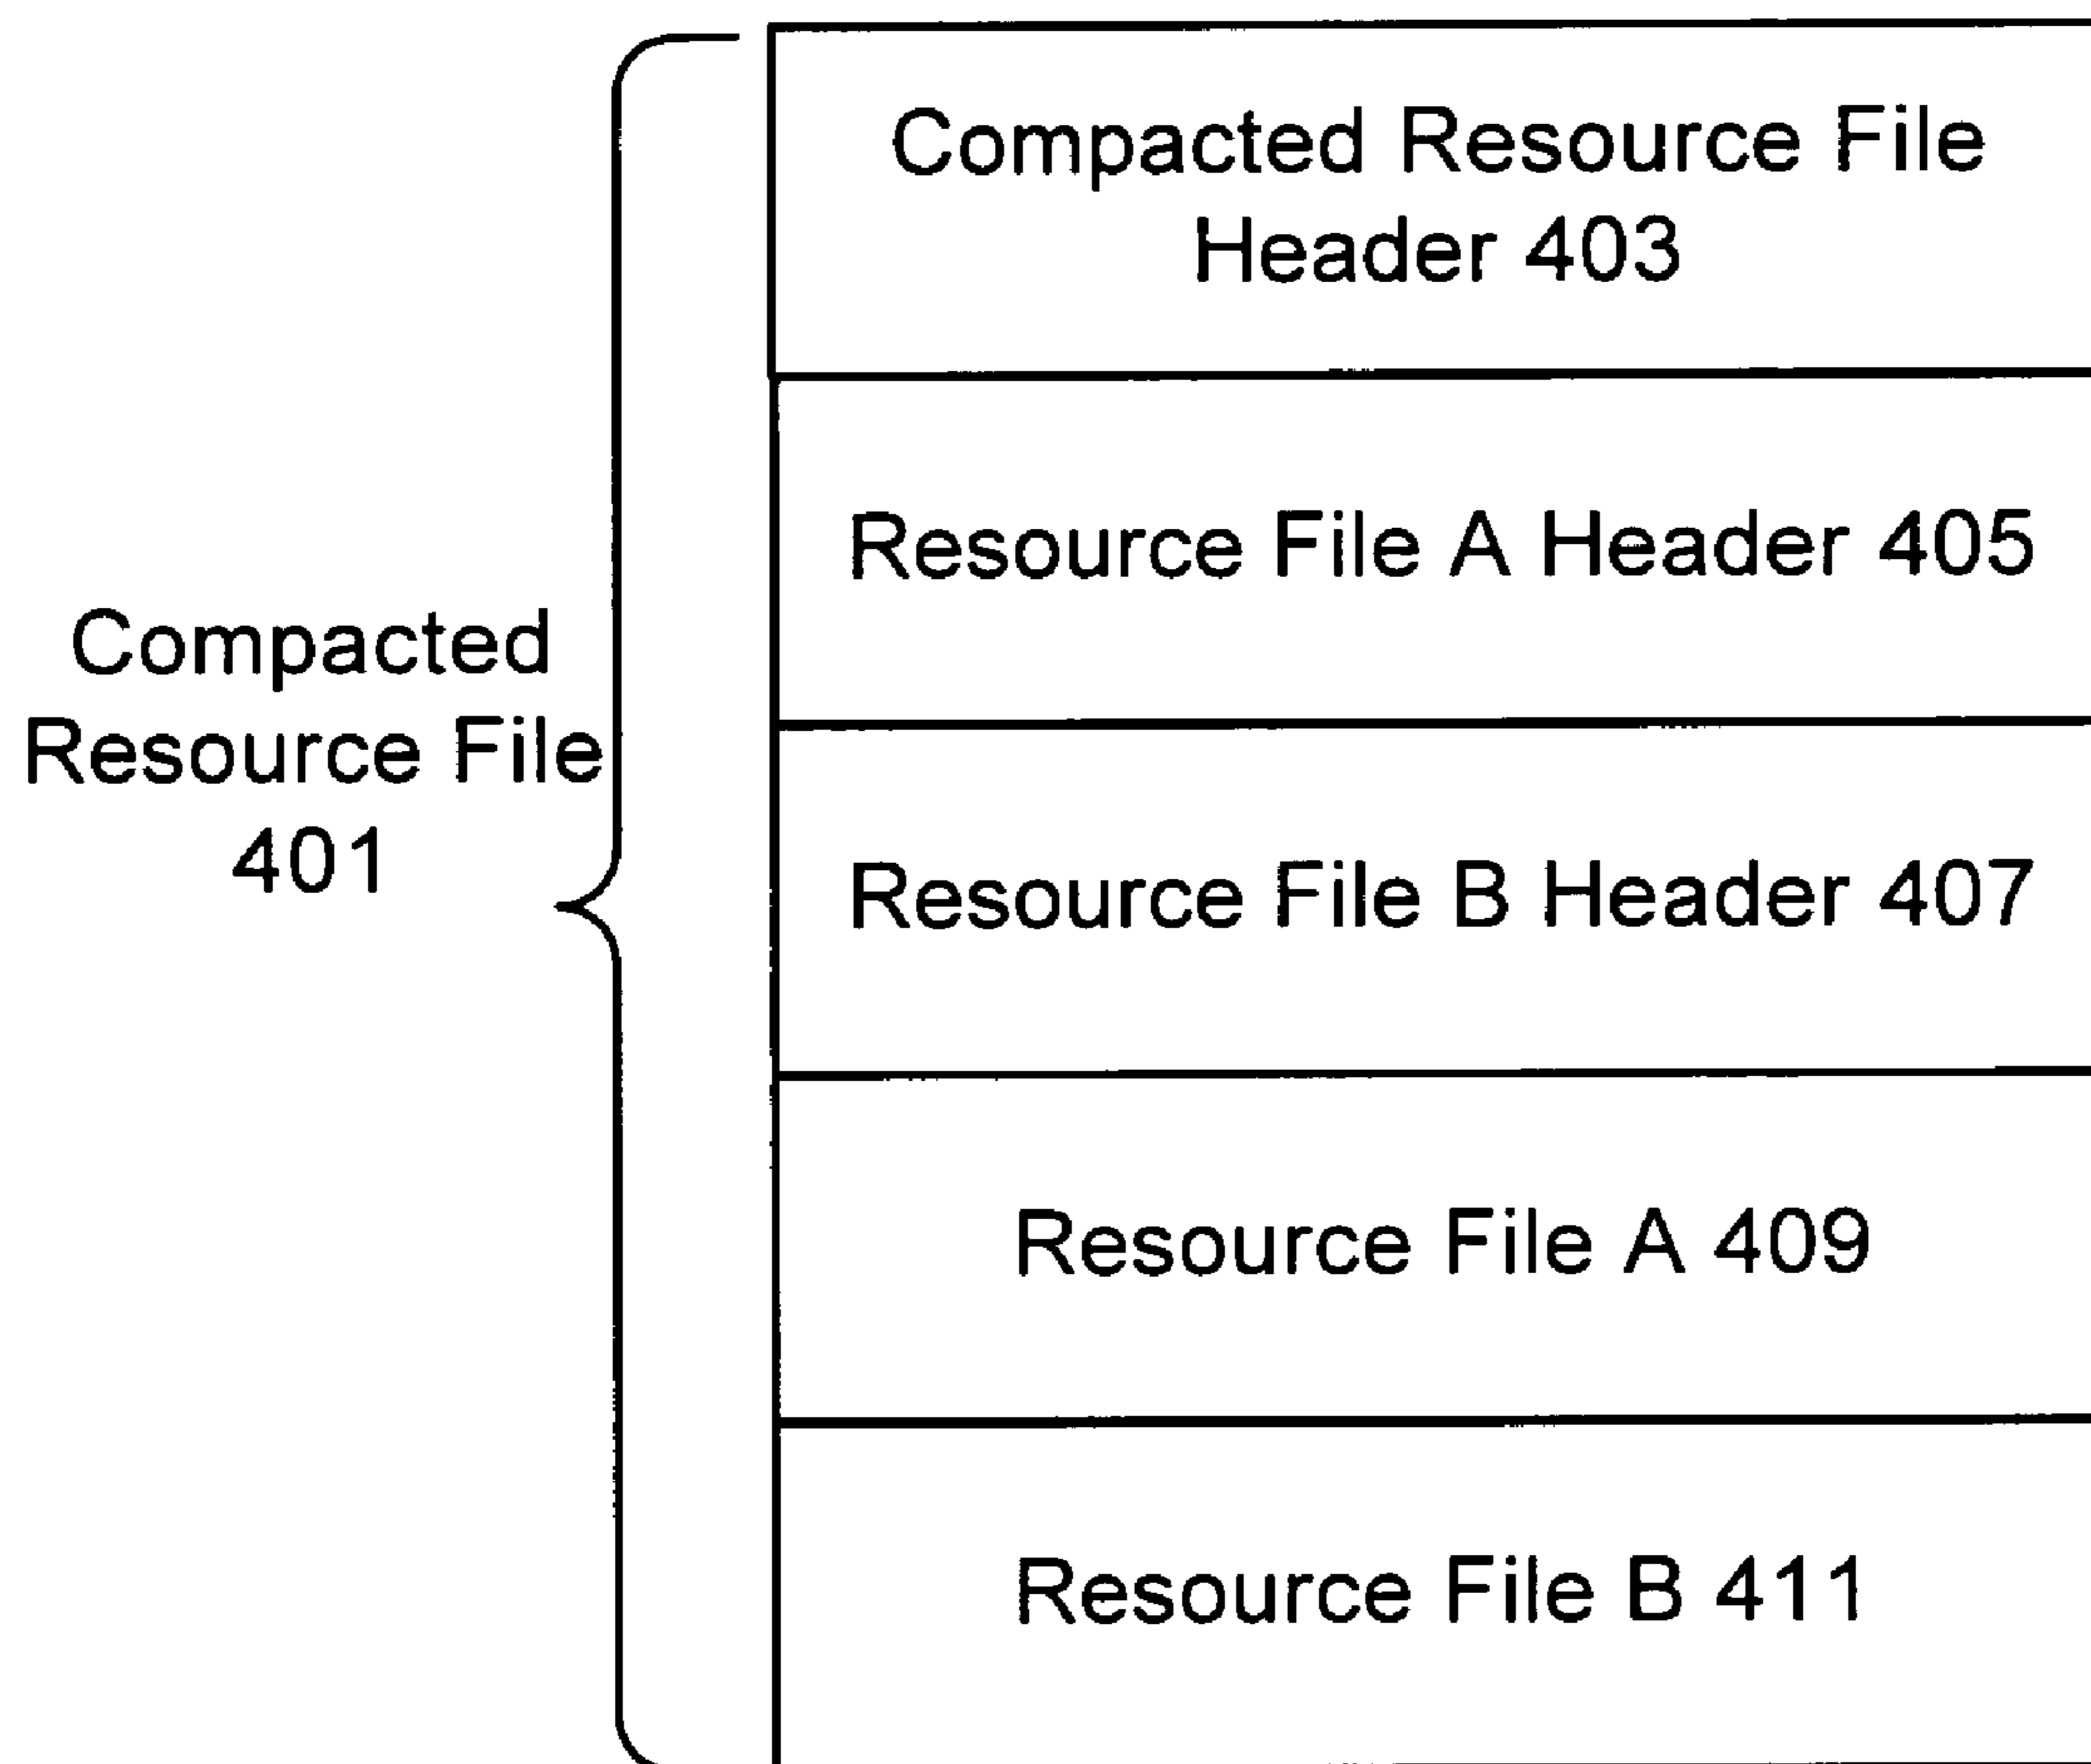 Compacted
Resource File
401
Compacted Resource File
Header 403
Resource File A Header 405
Resource File B Header 407
Resource File A 409
Resource File B 411